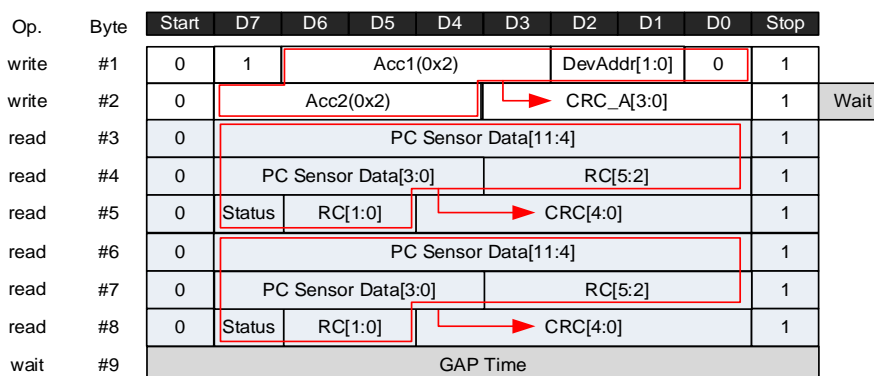 Op. Byte Start D7 D6 D5 D4 D3 D2 D1 D0 Stop
write #1 0 1 Acc1(0x2) DevAddr[1:0] 0 1
write #2 0 Acc2(0x2) CRC_A[3:0] 1 Wait
read #3 0 PC Sensor Data[11:4] 1
read #4 0 PC Sensor Data[3:0] RC[5:2] 1
read #5 0 Status RC[1:0] CRC[4:0] 1
read #6 0 PC Sensor Data[11:4] 1
read #7 0 PC Sensor Data[3:0] RC[5:2] 1
read #8 0 Status RC[1:0] CRC[4:0] 1
wait #9 GAP Time